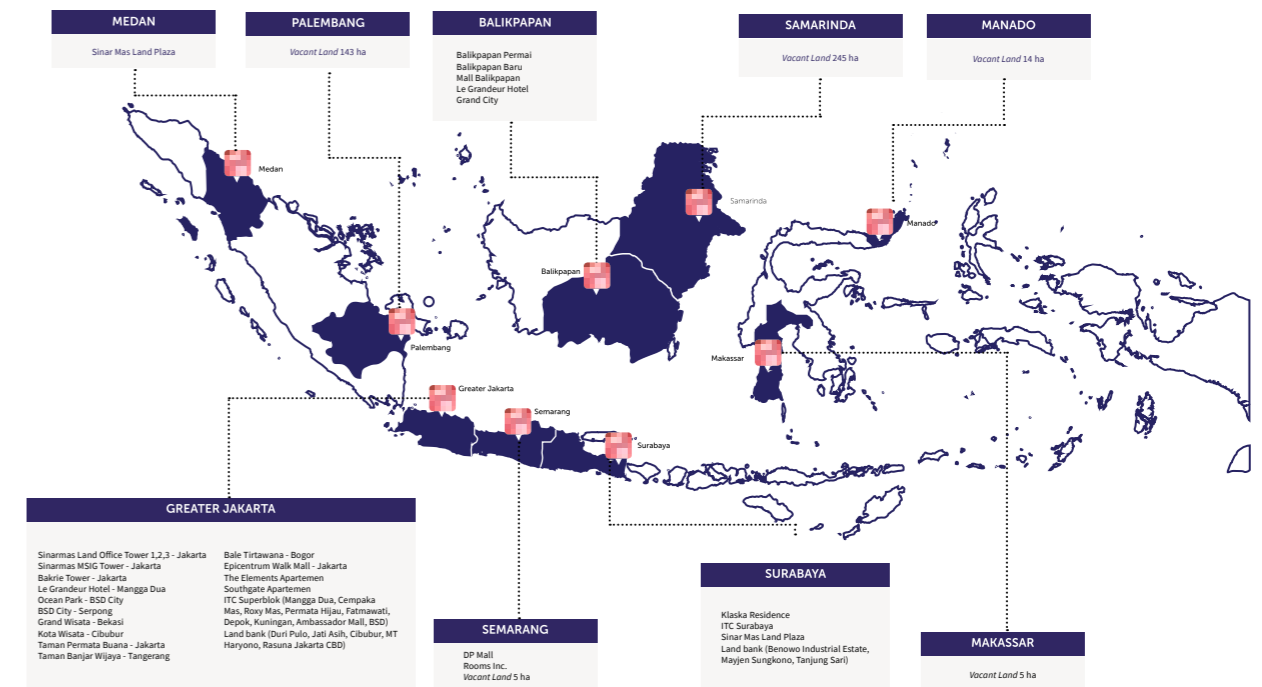 MEDAN
Sinar Mas Land Plaza
PALEMBANG
Vacant Land 143 ha
BALIKPAPAN
Balikpapan Permai
Balikpapan Baru
Mall Balikpapan
Le Grandeur Hotel
Grand City
SAMARINDA
Vacant Land 245 ha
MANADO
Vacant Land 14 ha
Medan
Samarinda
Manado
Balikpapan
Palembang
Makassar
Greater Jakarta
Semarang
Surabaya
GREATER JAKARTA
Sinarmas Land Office Tower 1,2,3 - Jakarta
Sinarmas MSIG Tower - Jakarta
Bakrie Tower - Jakarta
Le Grandeur Hotel - Mangga Dua
Ocean Park - BSD City
BSD City - Serpong
Grand Wisata - Bekasi
Kota Wisata - Cibubur
Taman Permata Buana - Jakarta
Taman Banjar Wijaya - Tangerang
Bale Tirtawana - Bogor
Epicentrum Walk Mall - Jakarta
The Elements Apartemen
Southgate Apartemen
ITC Superblok (Mangga Dua, Cempaka
Mas, Roxy Mas, Permata Hijau, Fatmawati,
Depok, Kuningan, Ambassador Mall, BSD)
Land bank (Duri Pulo, Jati Asih, Cibubur, MT
Haryono, Rasuna Jakarta CBD)
SEMARANG
DP Mall
Rooms Inc.
Vacant Land 5 ha
SURABAYA
Klaska Residence
ITC Surabaya
Sinar Mas Land Plaza
Land bank (Benowo Industrial Estate,
Mayjen Sungkono, Tanjung Sari)
MAKASSAR
Vacant Land 5 ha